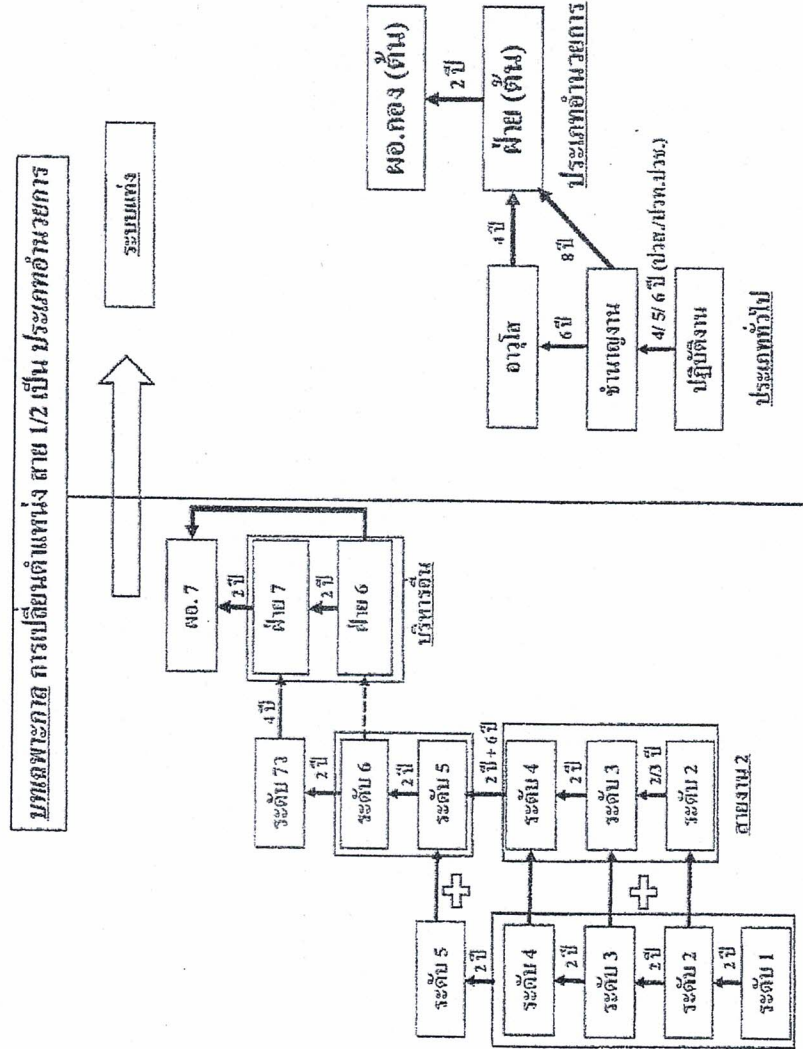 บทเฉพาะกาล การเปลี่ยนตำแหน่ง สาย 1/2 เป็น ประเภทอำนวยการ
ระบบแท่ง
ผอ. 7
2 ปี
ฝ่าย 7
2 ปี
ฝ่าย 6
บริหารอื่น
4 ปี
ระดับ 7ว
2 ปี
ระดับ 6
2 ปี
ระดับ 5
2 ปี + 6 ปี
ระดับ 4
2 ปี
ระดับ 3
2/3 ปี
ระดับ 2
สายงาน 2
ระดับ 5
2 ปี
ระดับ 4
2 ปี
ระดับ 3
2 ปี
ระดับ 2
2 ปี
ระดับ 1
ผอ.กอง (ต้น)
2 ปี
ฝ่าย (ต้น)
ประเภทอำนวยการ
4 ปี
8 ปี
อาวุโส
6 ปี
ชำนาญงาน
4/ 5/ 6 ปี (ปวส./ปวท.ปวช.)
ปฏิบัติงาน
ประเภททั่วไป